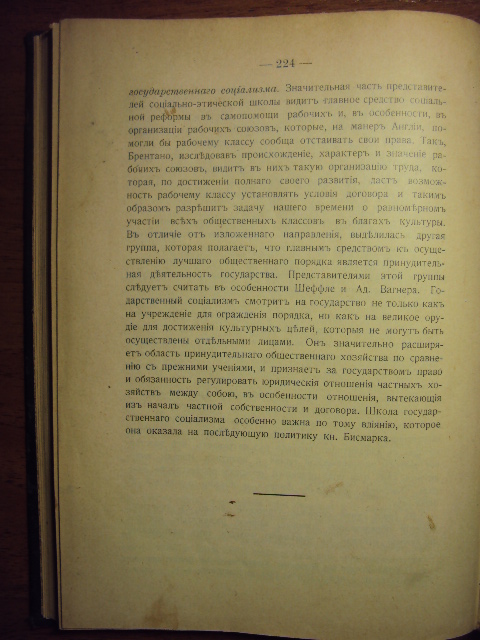 — 224 —
государственнаго соціализма. Значительная часть представите-
лей соціально-этической школы видитъ главное средство соціаль-
ной реформы въ самопомощи рабочихъ и, въ особенности, въ
организаціи рабочихъ союзовъ, которые, на манеръ Англіи, по-
могли бы рабочему классу сообща отстаивать свои права. Такъ,
Брентано, изслѣдовавъ происхожденіе, характеръ и значеніе ра-
бочихъ союзовъ, видитъ въ нихъ такую организацію труда, ко-
торая, по достиженіи полнаго своего развитія, дастъ возмож-
ность рабочему классу установлять условія договора и такимъ
образомъ разрѣшитъ задачу нашего времени о равномѣрномъ
участіи всѣхъ общественныхъ классовъ въ благахъ культуры.
Въ отличіе отъ изложеннаго направленія, выдѣлилась другая
группа, которая полагаетъ, что главнымъ средствомъ къ осуще-
ствленію лучшаго общественнаго порядка является принудитель-
ная дѣятельность государства. Представителями этой группы
слѣдуетъ считать въ особенности Шеффле и Ад. Вагнера. Го-
дарственный соціализмъ смотритъ на государство не только какъ
на учрежденіе для огражденія порядка, но какъ на великое ору-
діе для достиженія культурныхъ цѣлей, которыя не могутъ быть
осуществлены отдѣльными лицами. Онъ значительно расширя-
етъ область принудительнаго общественнаго хозяйства по сравне-
нію съ прежними ученіями, и признаетъ за государствомъ право
и обязанность регулировать юридическія отношенія частныхъ хо-
зяйствъ между собою, въ особенности отношенія, вытекающія
изъ началъ частной собственности и договора. Школа государ-
ственнаго соціализма особенно важна по тому вліянію, которое
она оказала на послѣдующую политику кн. Бисмарка.